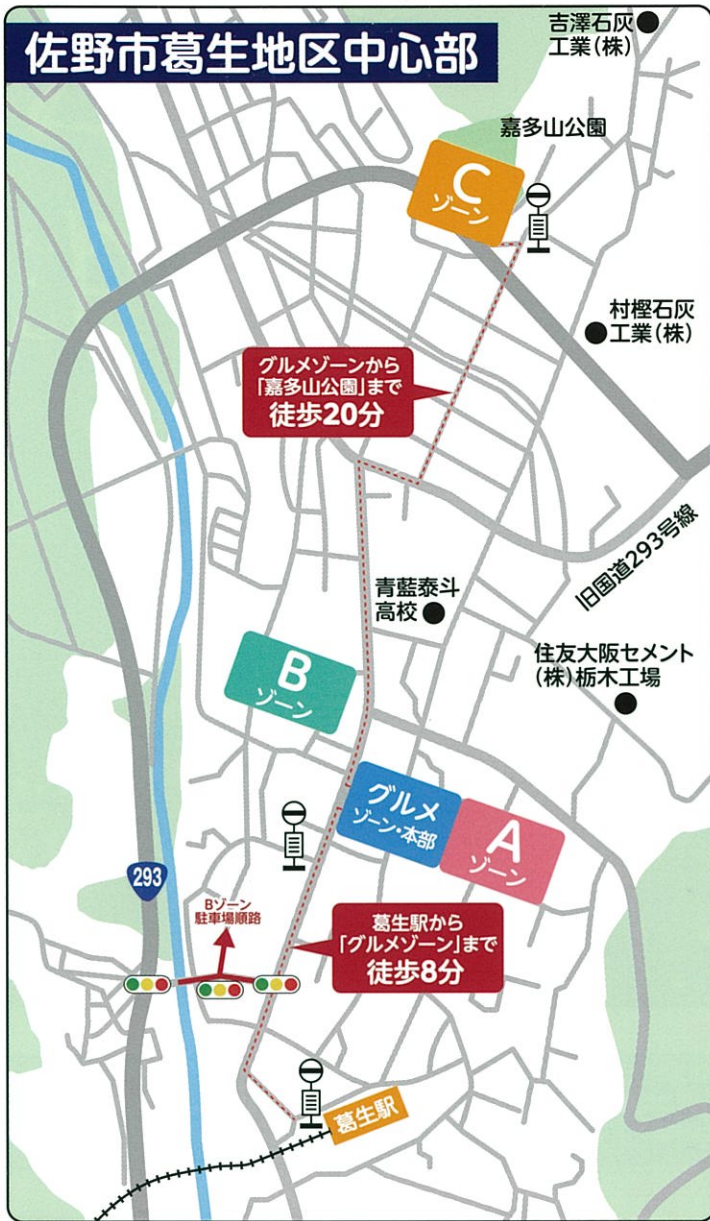 佐野市葛生地区中心部
吉澤石灰
工業(株)
嘉多山公園
C
ゾーン
村樫石灰
工業(株)
グルメゾーンから
「嘉多山公園」まで
徒歩20分
旧国道293号線
青藍泰斗
高校
住友大阪セメント
(株)栃木工場
B
ゾーン
グルメ
ゾーン・本部
A
ゾーン
293
Bゾーン
駐車場順路
葛生駅から
「グルメゾーン」まで
徒歩8分
葛生駅